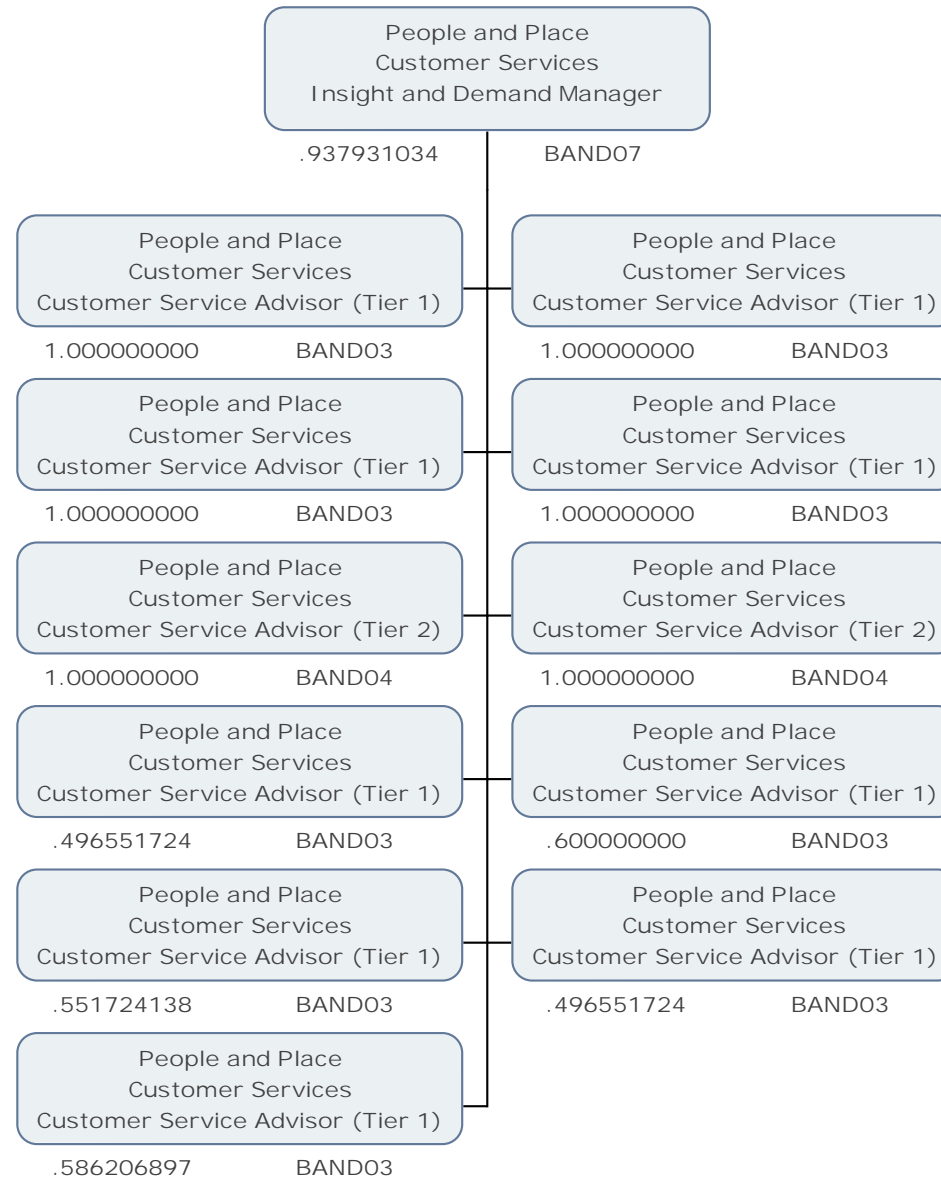 People and Place
Customer Services
Insight and Demand Manager
.937931034 BAND07
People and Place
Customer Services
Customer Service Advisor (Tier 1)
1.000000000 BAND03
People and Place
Customer Services
Customer Service Advisor (Tier 1)
1.000000000 BAND03
People and Place
Customer Services
Customer Service Advisor (Tier 1)
1.000000000 BAND03
People and Place
Customer Services
Customer Service Advisor (Tier 1)
1.000000000 BAND03
People and Place
Customer Services
Customer Service Advisor (Tier 2)
1.000000000 BAND04
People and Place
Customer Services
Customer Service Advisor (Tier 2)
1.000000000 BAND04
People and Place
Customer Services
Customer Service Advisor (Tier 1)
.496551724 BAND03
People and Place
Customer Services
Customer Service Advisor (Tier 1)
.600000000 BAND03
People and Place
Customer Services
Customer Service Advisor (Tier 1)
.551724138 BAND03
People and Place
Customer Services
Customer Service Advisor (Tier 1)
.496551724 BAND03
People and Place
Customer Services
Customer Service Advisor (Tier 1)
.586206897 BAND03